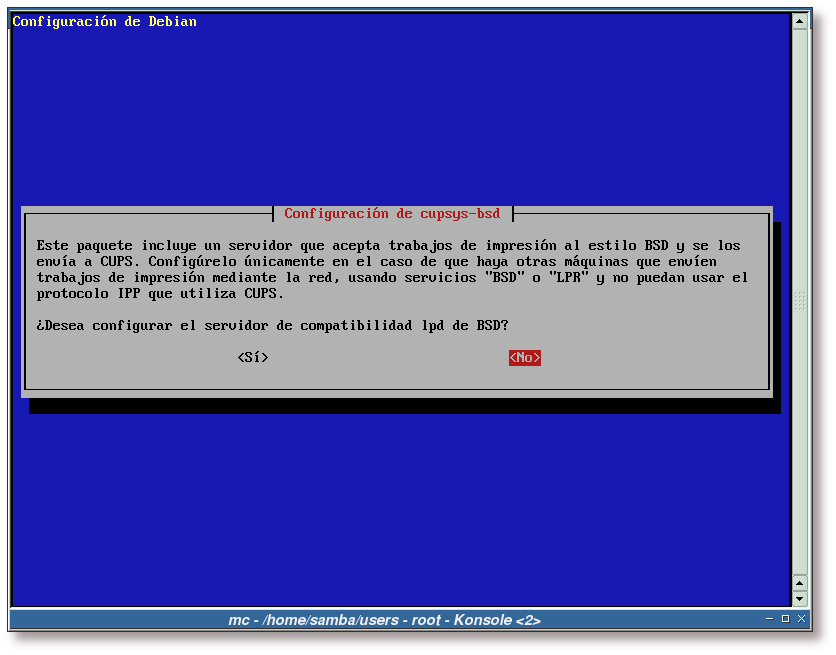 Configuración de Debian
Configuración de cupsys-bsd
Este paquete incluye un servidor que acepta trabajos de impresión al estilo BSD y se los
envía a CUPS. Configúrelo únicamente en el caso de que haya otras máquinas que envíen
trabajos de impresión mediante la red, usando servicios "BSD" o "LPR" y no puedan usar el
protocolo IPP que utiliza CUPS.
¿Desea configurar el servidor de compatibilidad lpd de BSD?
<Sí> <No>
mc - /home/samba/users - root - Konsole <2>